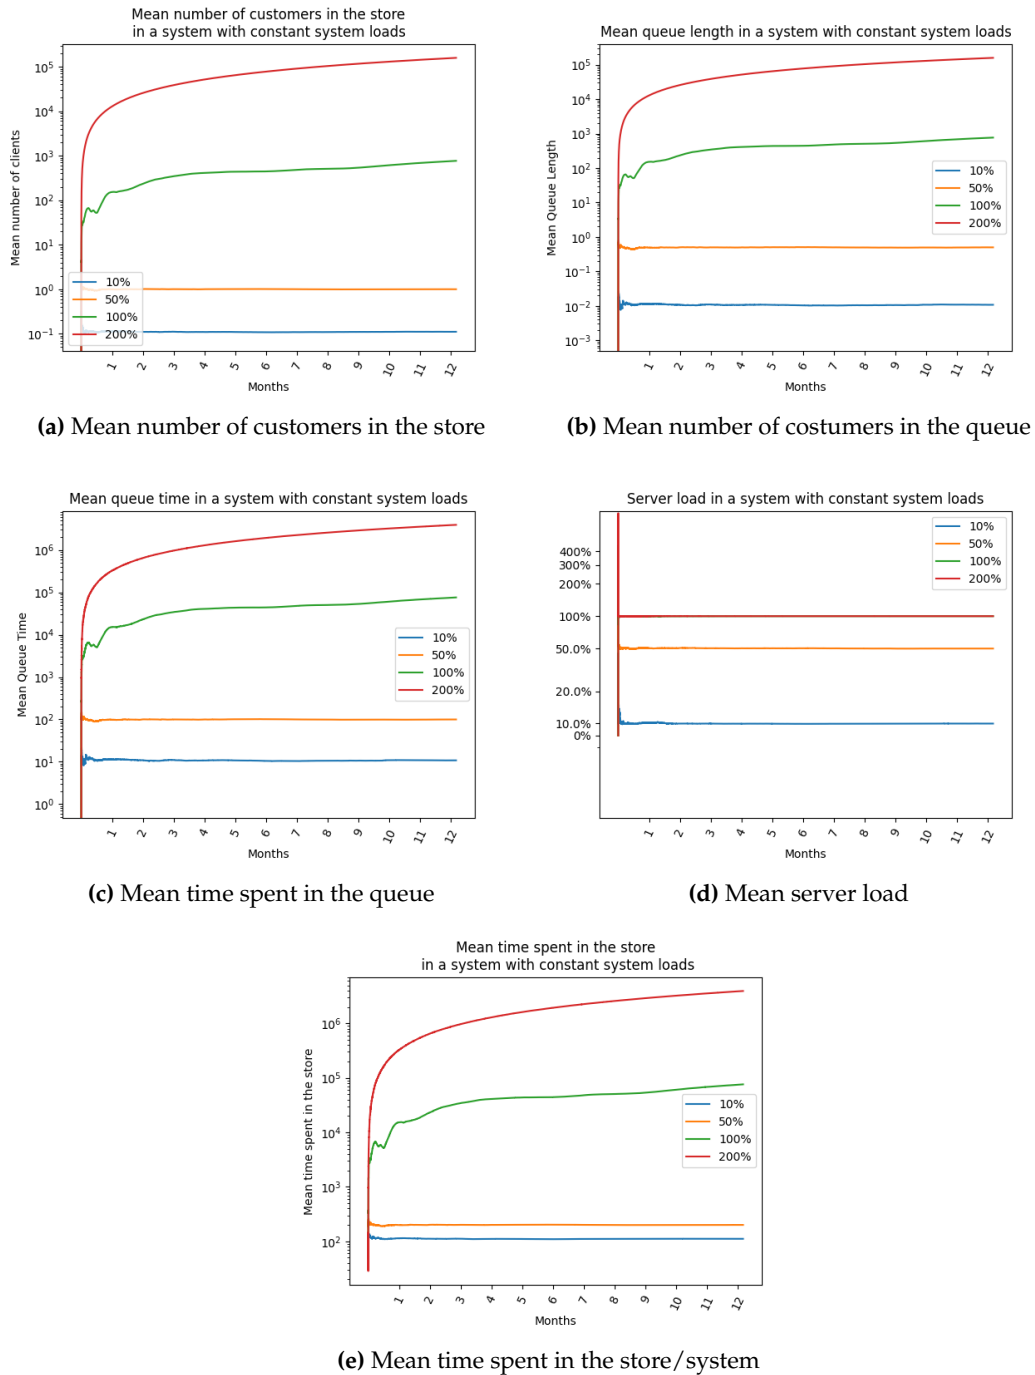 Mean number of customers in the store
in a system with constant system loads
Mean number of clients
10⁵
10⁴
10³
10²
10¹
10⁰
10⁻¹
10%
50%
100%
200%
1 2 3 4 5 6 7 8 9 10 11 12
Months
(a) Mean number of customers in the store
Mean queue length in a system with constant system loads
Mean Queue Length
10⁵
10⁴
10³
10²
10¹
10⁰
10⁻¹
10⁻²
10⁻³
10%
50%
100%
200%
1 2 3 4 5 6 7 8 9 10 11 12
Months
(b) Mean number of costumers in the queue
Mean queue time in a system with constant system loads
Mean Queue Time
10⁶
10⁵
10⁴
10³
10²
10¹
10⁰
10%
50%
100%
200%
1 2 3 4 5 6 7 8 9 10 11 12
Months
(c) Mean time spent in the queue
Server load in a system with constant system loads
400%
300%
200%
100%
50.0%
20.0%
10.0%
0%
10%
50%
100%
200%
1 2 3 4 5 6 7 8 9 10 11 12
Months
(d) Mean server load
Mean time spent in the store
in a system with constant system loads
Mean time spent in the store
10⁶
10⁵
10⁴
10³
10²
10%
50%
100%
200%
1 2 3 4 5 6 7 8 9 10 11 12
Months
(e) Mean time spent in the store/system